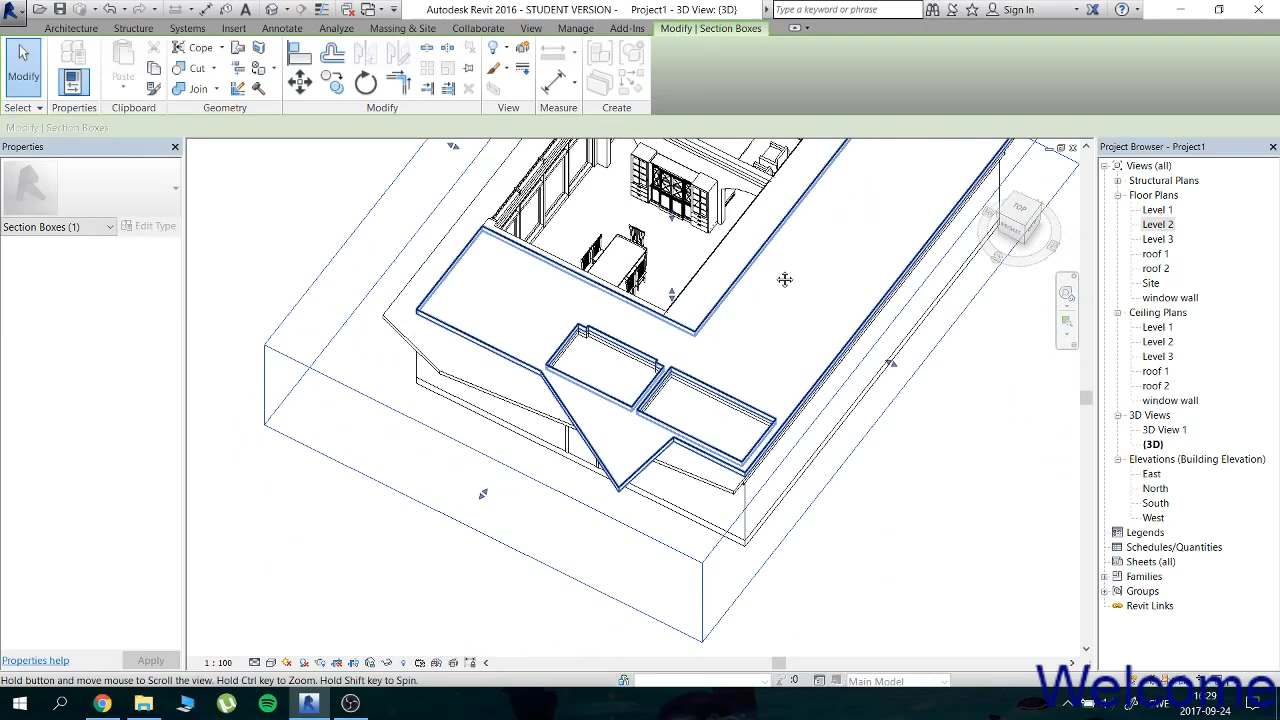 Autodesk Revit 2016 - STUDENT VERSION - Project1 - 3D View: {3D}
Type a keyword or phrase
Sign In
Architecture Structure Systems Insert Annotate Analyze Massing & Site Collaborate View Manage Add-Ins Modify | Section Boxes
Modify
Cope
Cut
Join
Paste
Select Properties Clipboard Geometry Modify View Measure Create
Modify | Section Boxes
Properties
Section Boxes (1)
Edit Type
Properties help
Apply
TOP
Project Browser - Project1
Views (all)
Structural Plans
Floor Plans
Level 1
Level 2
Level 3
roof 1
roof 2
Site
window wall
Ceiling Plans
Level 1
Level 2
Level 3
roof 1
roof 2
window wall
3D Views
3D View 1
{3D}
Elevations (Building Elevation)
East
North
South
West
Legends
Schedules/Quantities
Sheets (all)
Families
Groups
Revit Links
1 : 100
Hold button and move mouse to Scroll the view. Hold Ctrl key to Zoom. Hold Shift key to Spin.
:0
Main Model
Welcome
SWE
10:29
2017-09-24